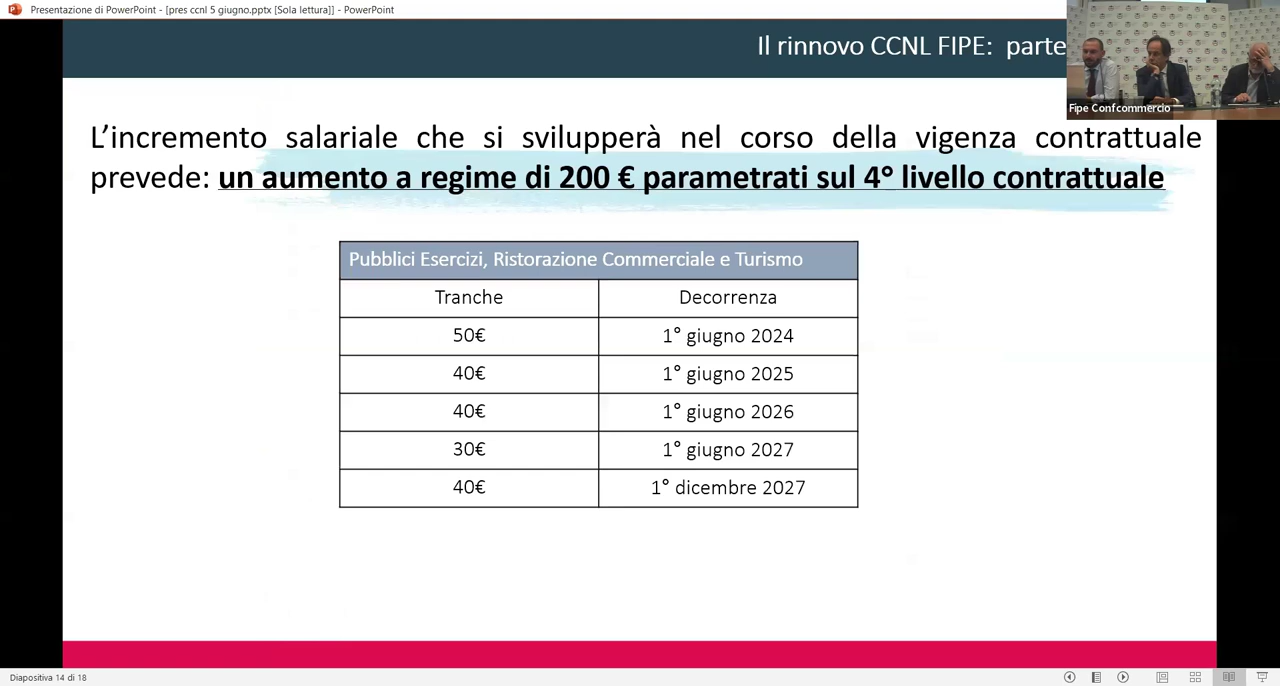 Presentazione di PowerPoint - [pres ccnl 5 giugno.pptx [Sola lettura]] - PowerPoint
Il rinnovo CCNL FIPE: parte
Fipe Confcommercio
L’incremento salariale che si svilupperà nel corso della vigenza contrattuale
prevede: un aumento a regime di 200 € parametrati sul 4° livello contrattuale
Pubblici Esercizi, Ristorazione Commerciale e Turismo
Tranche Decorrenza
50€ 1° giugno 2024
40€ 1° giugno 2025
40€ 1° giugno 2026
30€ 1° giugno 2027
40€ 1° dicembre 2027
Diapositiva 14 di 18